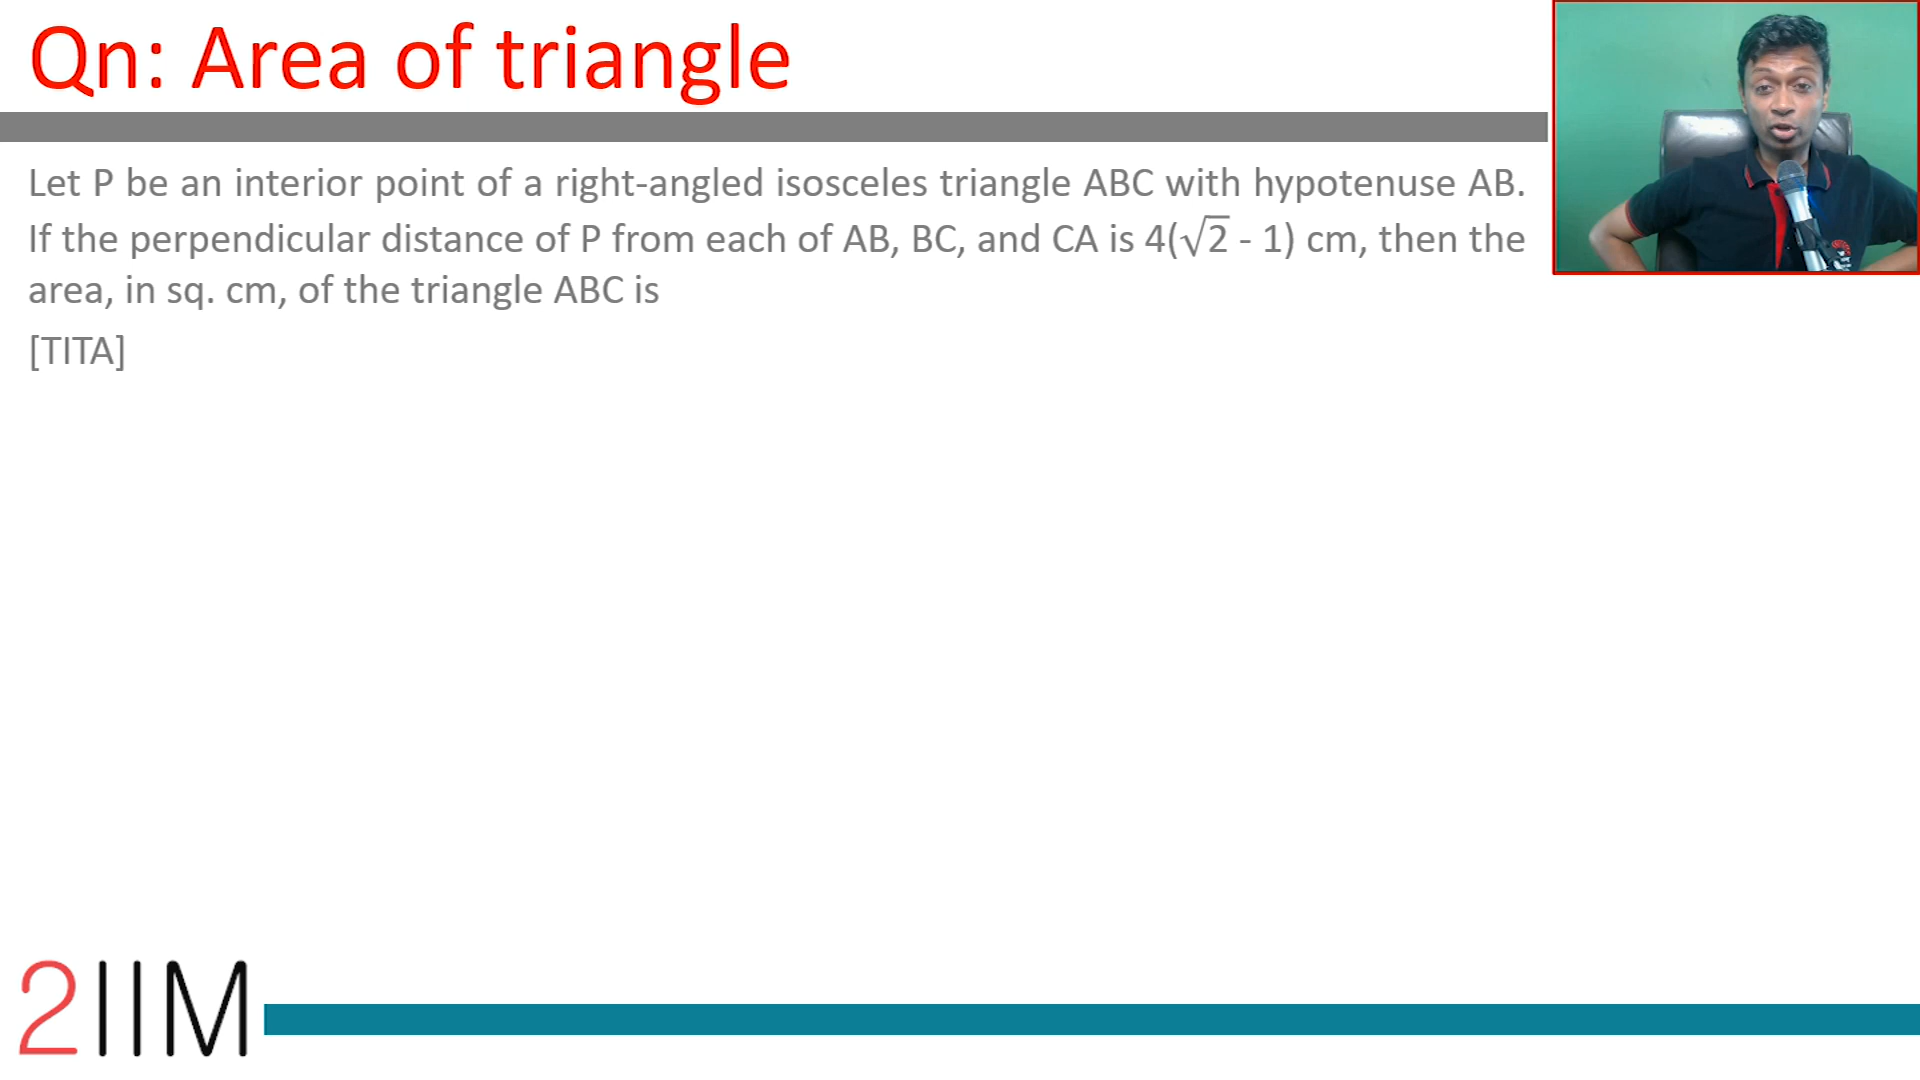 Qn: Area of triangle
Let P be an interior point of a right-angled isosceles triangle ABC with hypotenuse AB.
If the perpendicular distance of P from each of AB, BC, and CA is 4(√2 - 1) cm, then the
area, in sq. cm, of the triangle ABC is
[TITA]
2IIM